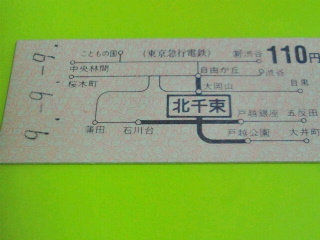 こどもの国
(東京急行電鉄)
新渋谷
110円
中央林間
自由が丘
渋谷
桜木町
大岡山
目黒
北千束
9.-9.-9.
蒲田
石川台
戸越銀座
五反田
戸越公園
大井町